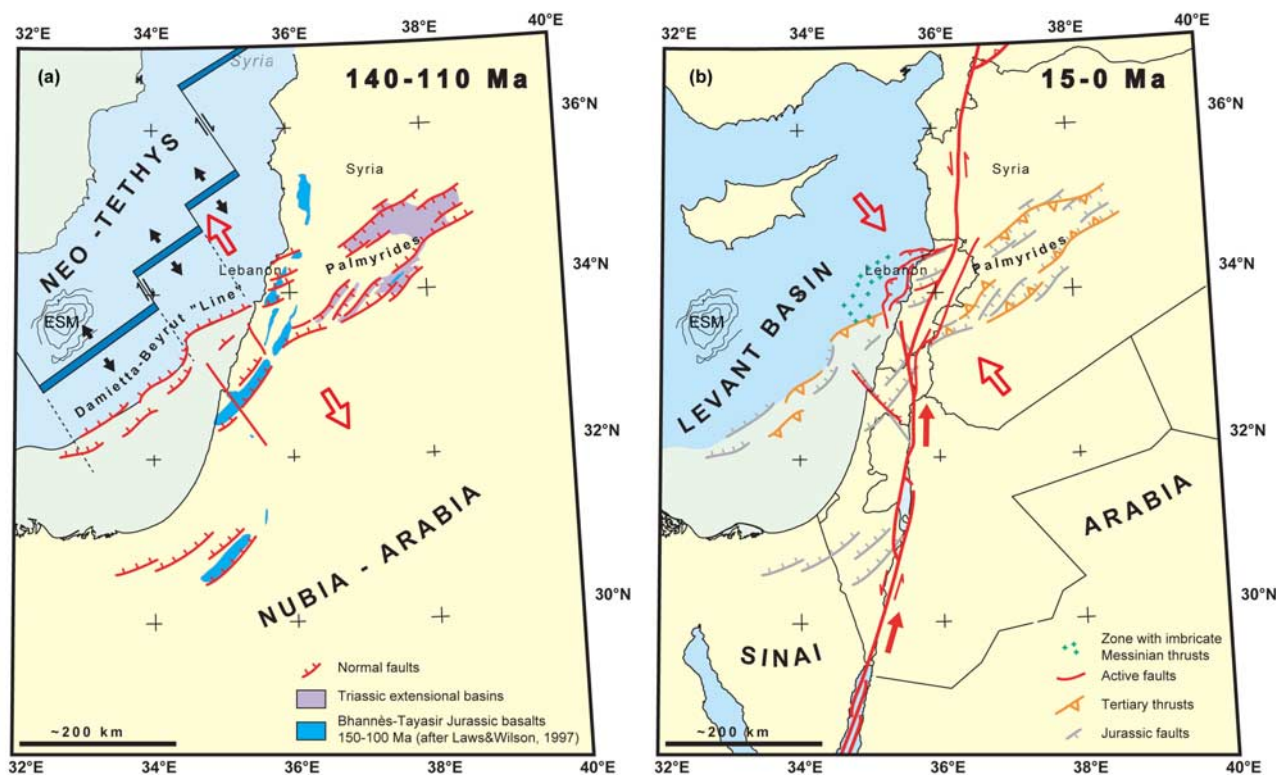 32°E
34°E
36°E
38°E
40°E
(a)
Syria
140-110 Ma
36°N
NEO-TETHYS
Syria
Lebanon
Palmyrides
34°N
ESM
Damietta-Beyrut "Line"
32°N
NUBIA - ARABIA
30°N
Normal faults
Triassic extensional basins
Bhannès-Tayasir Jurassic basalts
150-100 Ma (after Laws&Wilson, 1997)
~200 km
32°E
34°E
36°E
38°E
40°E
32°E
34°E
36°E
38°E
40°E
(b)
15-0 Ma
36°N
Syria
Lebanon
Palmyrides
34°N
LEVANT BASIN
ESM
32°N
ARABIA
30°N
SINAI
Zone with imbricate
Messinian thrusts
Active faults
Tertiary thrusts
Jurassic faults
~200 km
32°E
34°E
36°E
38°E
40°E